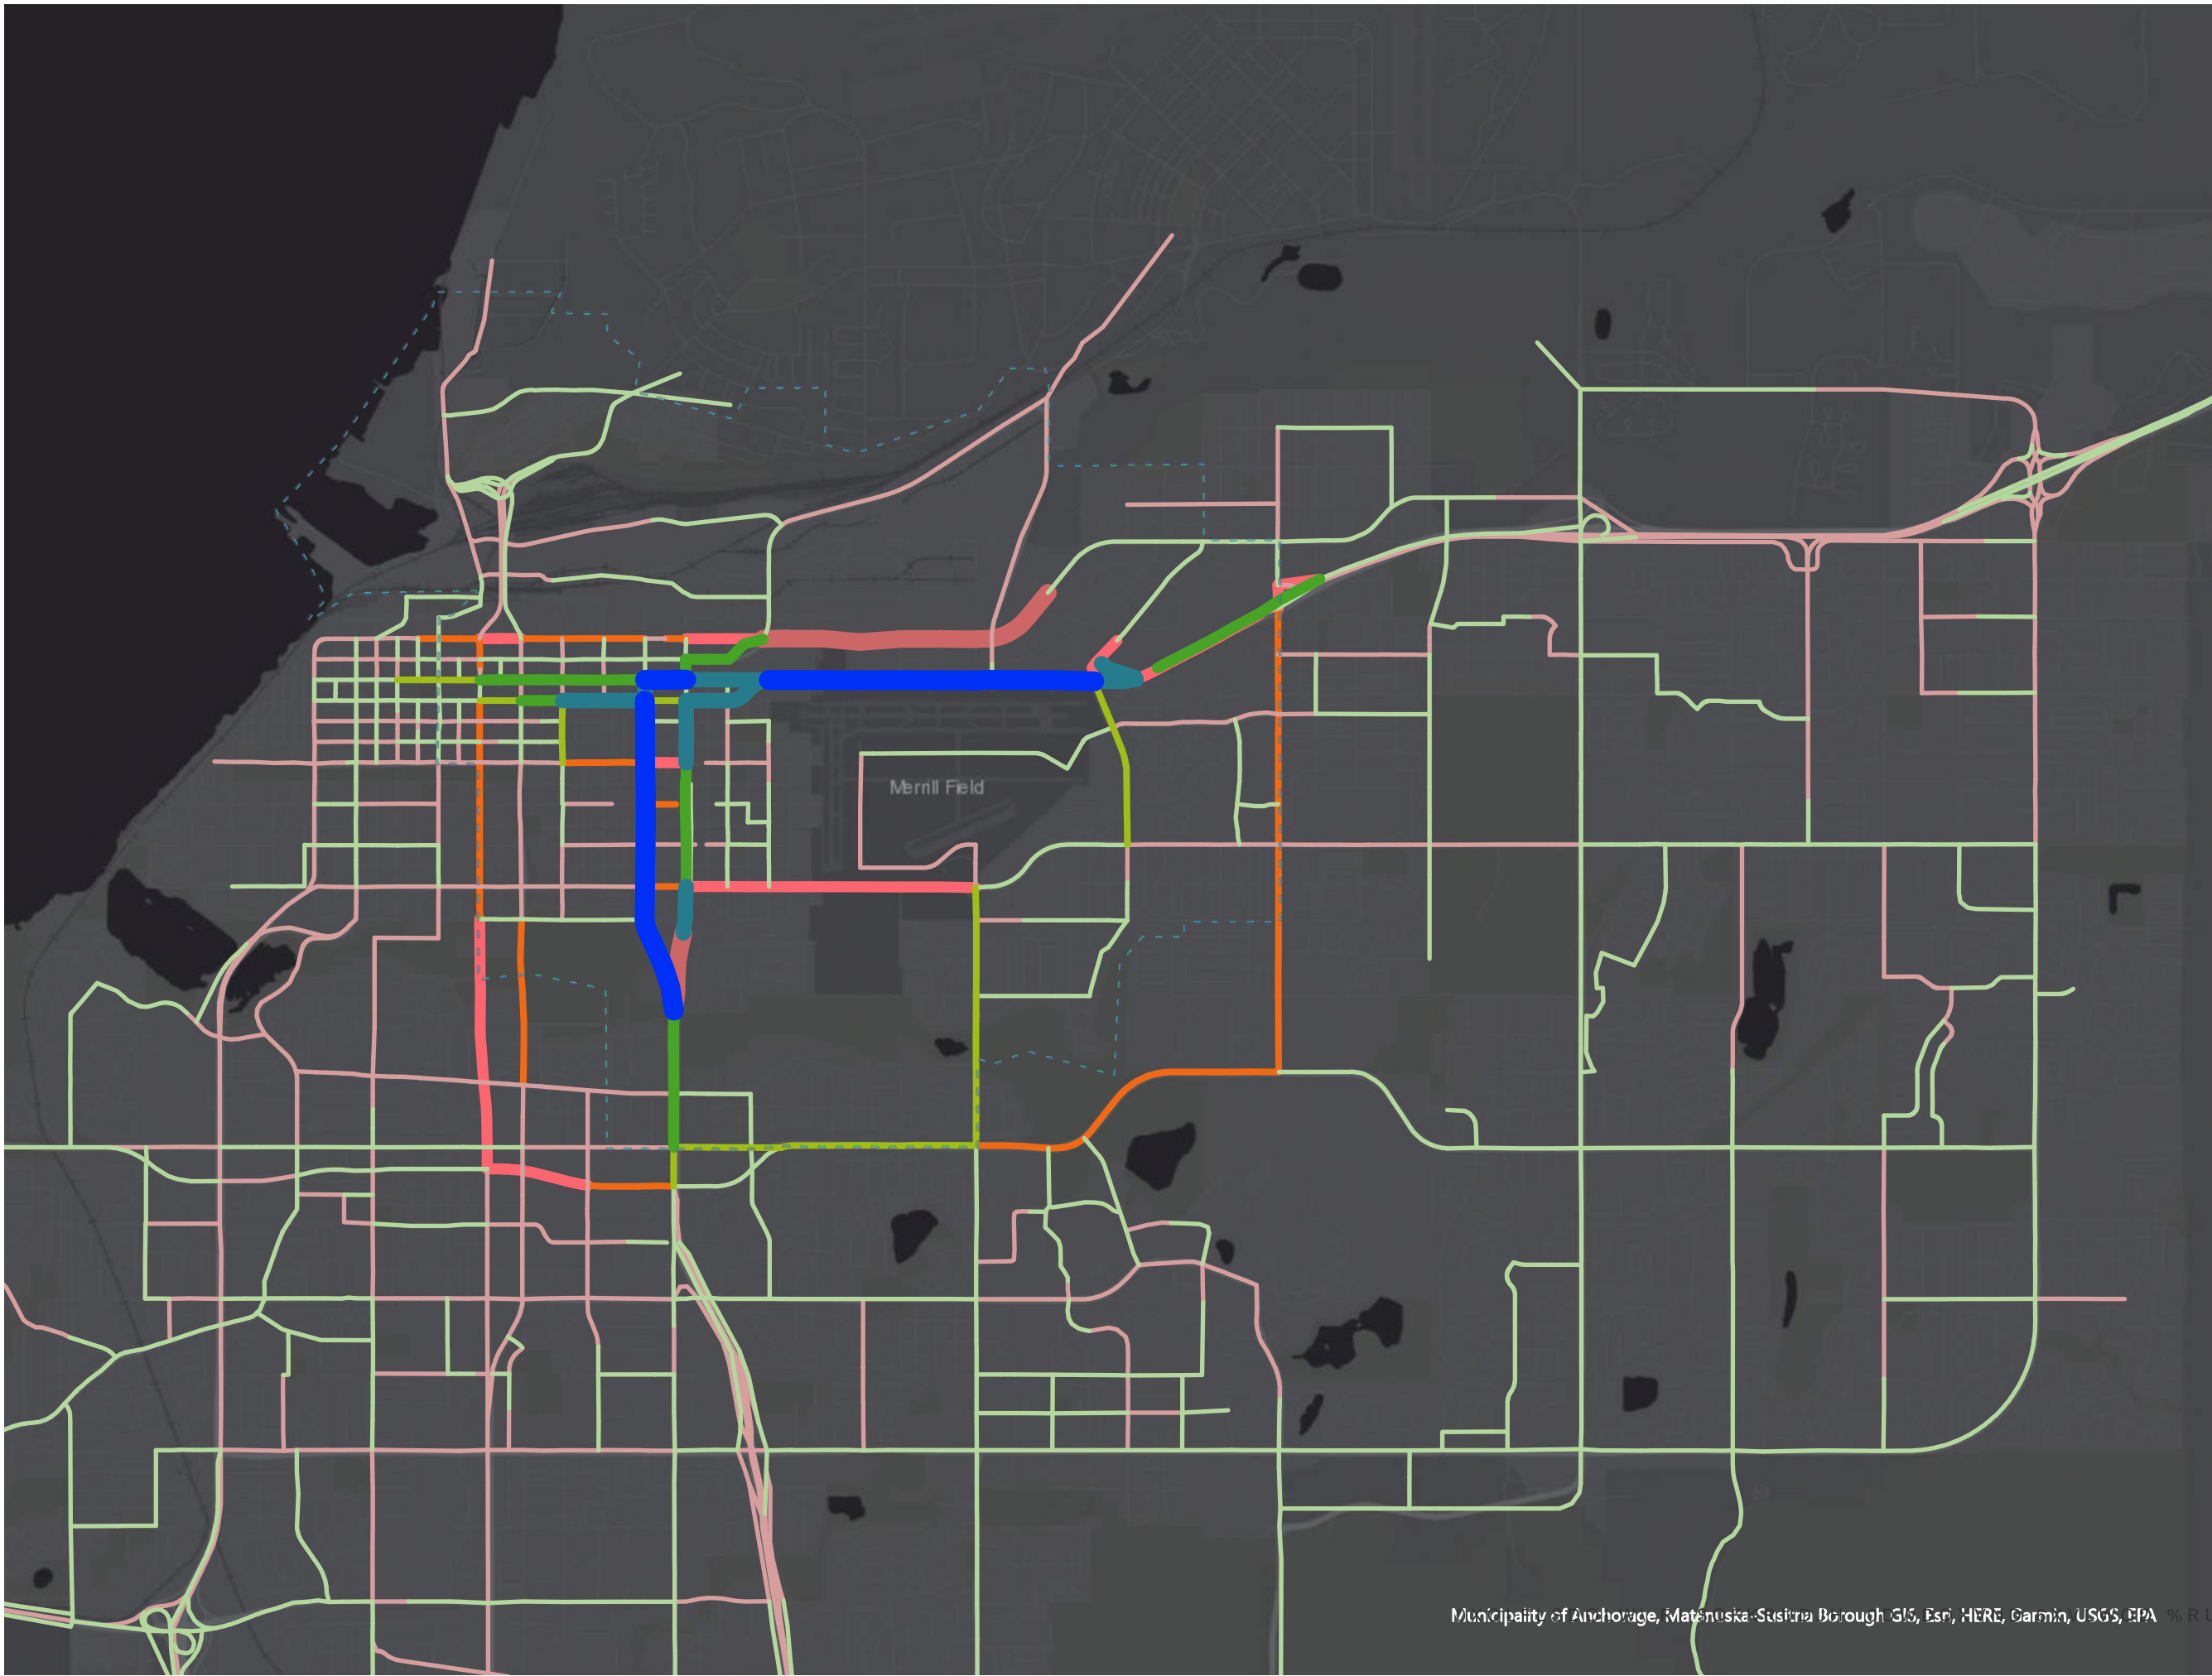 Merrill Field
Municipality of Anchorage, Matanuska-Susitna Borough GIS, Esri, HERE, Garmin, USGS, EPA